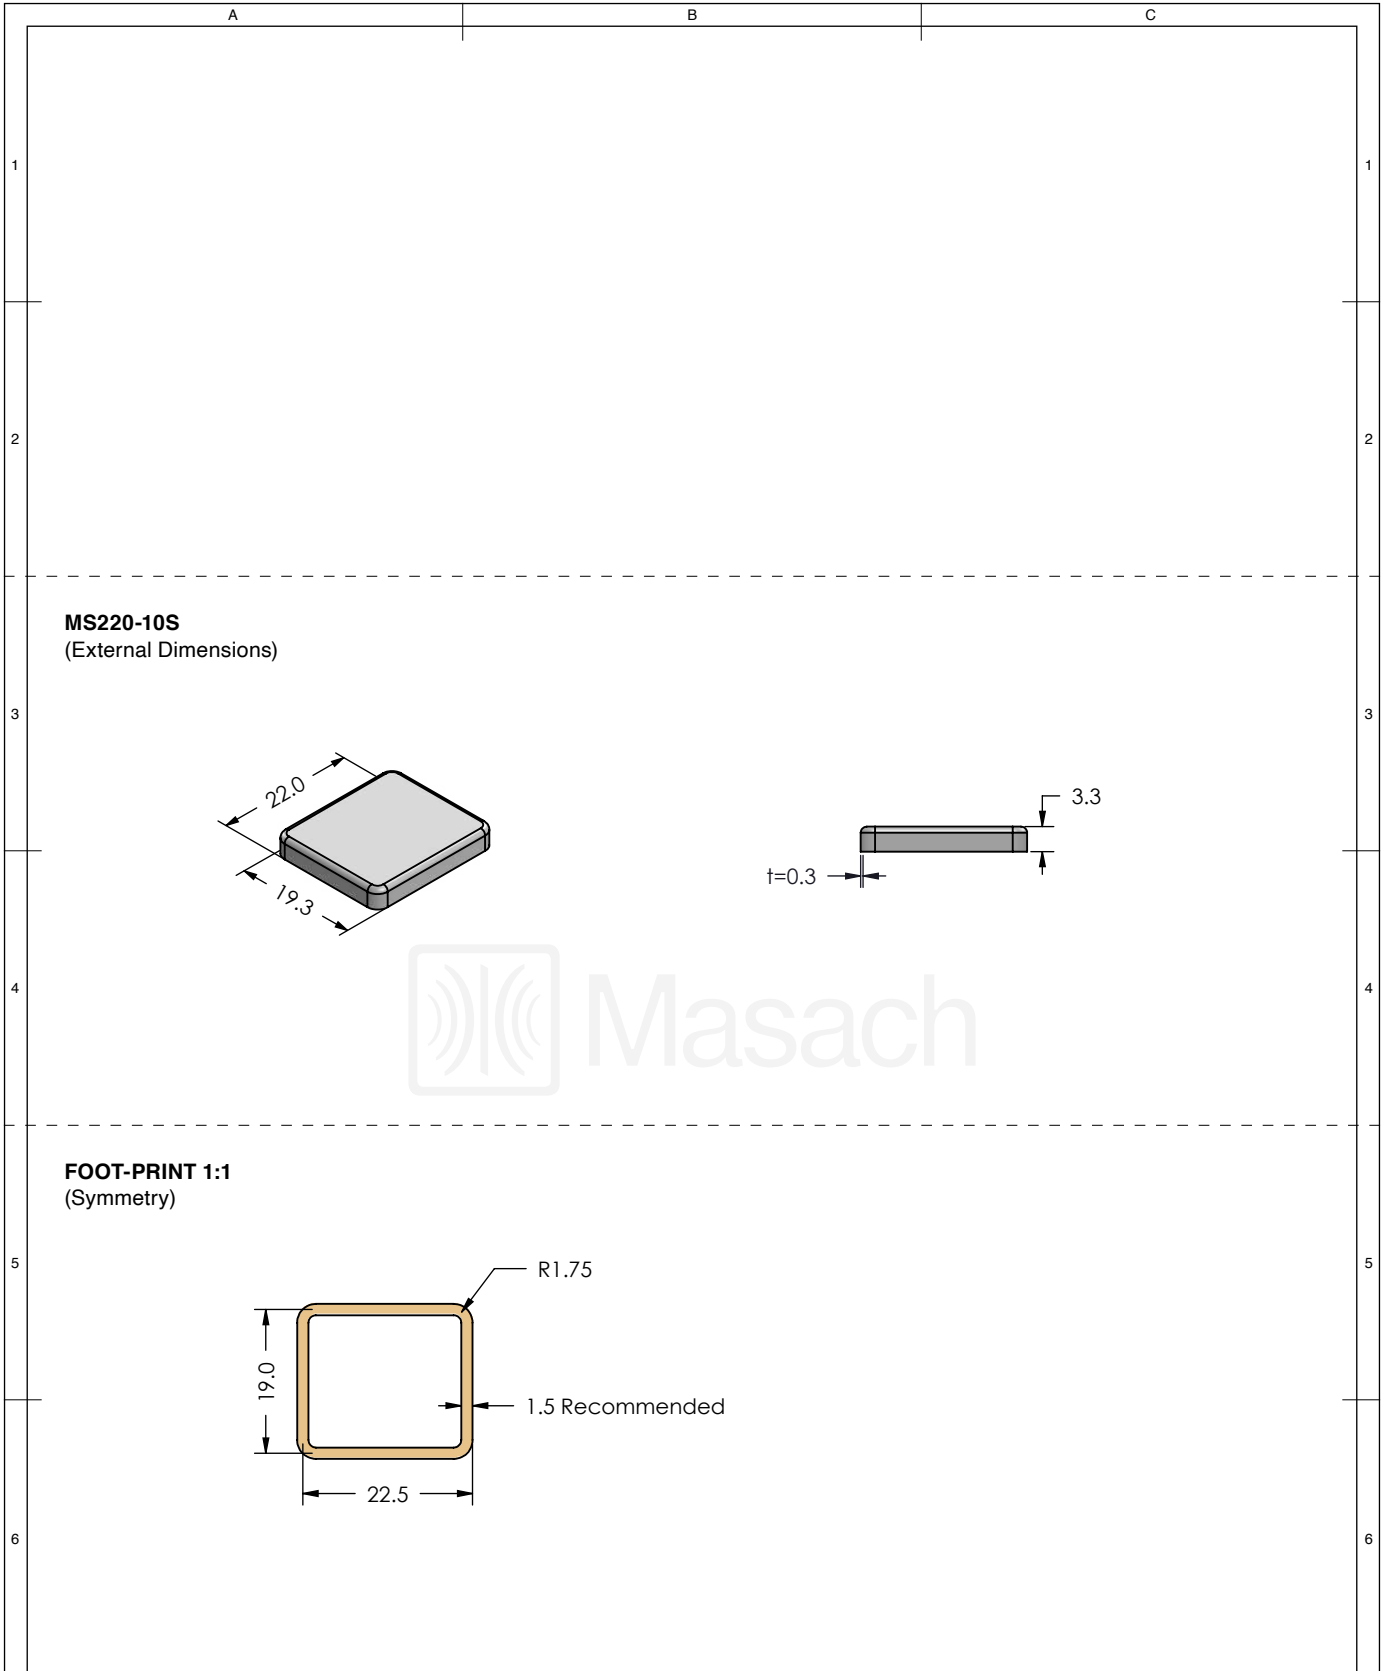 A B C
1 1
2 2
MS220-10S
(External Dimensions)
3 3
22.0
3.3
t=0.3
19.3
4 4
Masach
FOOT-PRINT 1:1
(Symmetry)
5 5
R1.75
19.0
1.5 Recommended
22.5
6 6